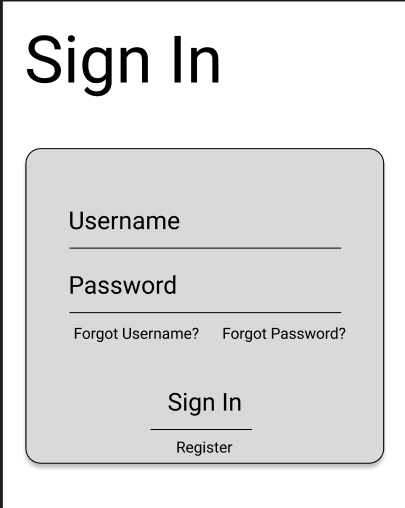 Sign In
Username
Password
Forgot Username? Forgot Password?
Sign In
Register